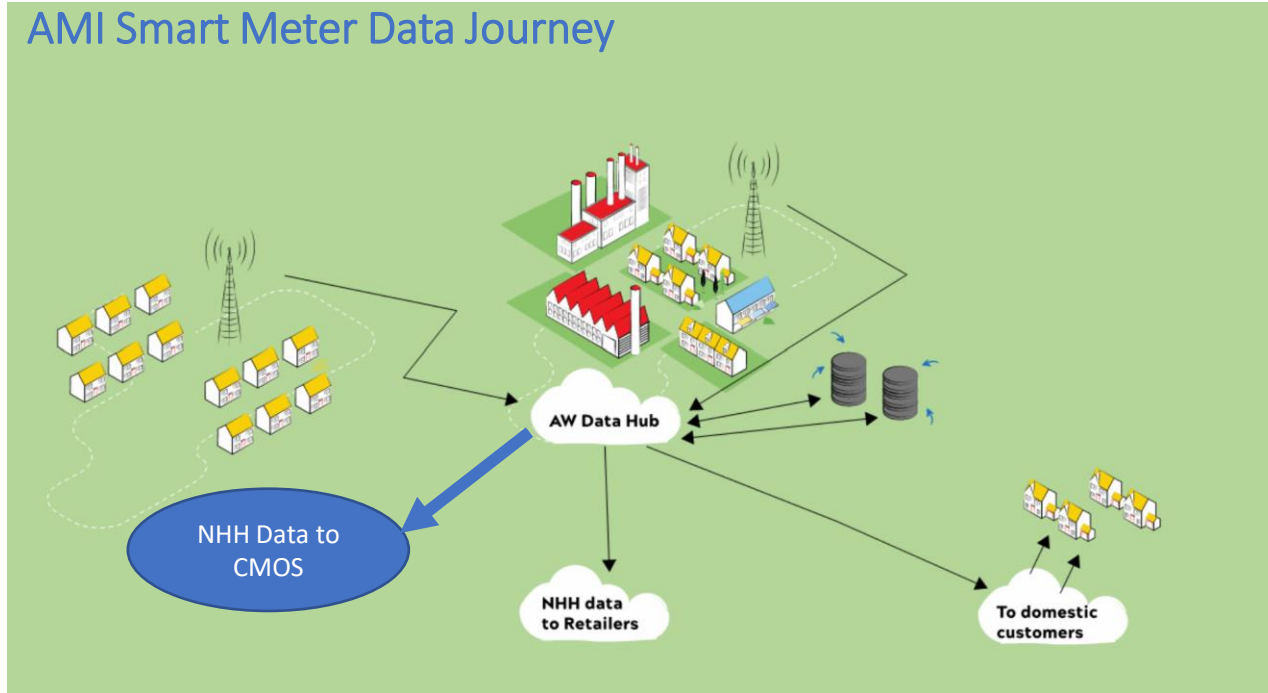 AMI Smart Meter Data Journey
AW Data Hub
NHH Data to
CMOS
NHH data
to Retailers
To domestic
customers